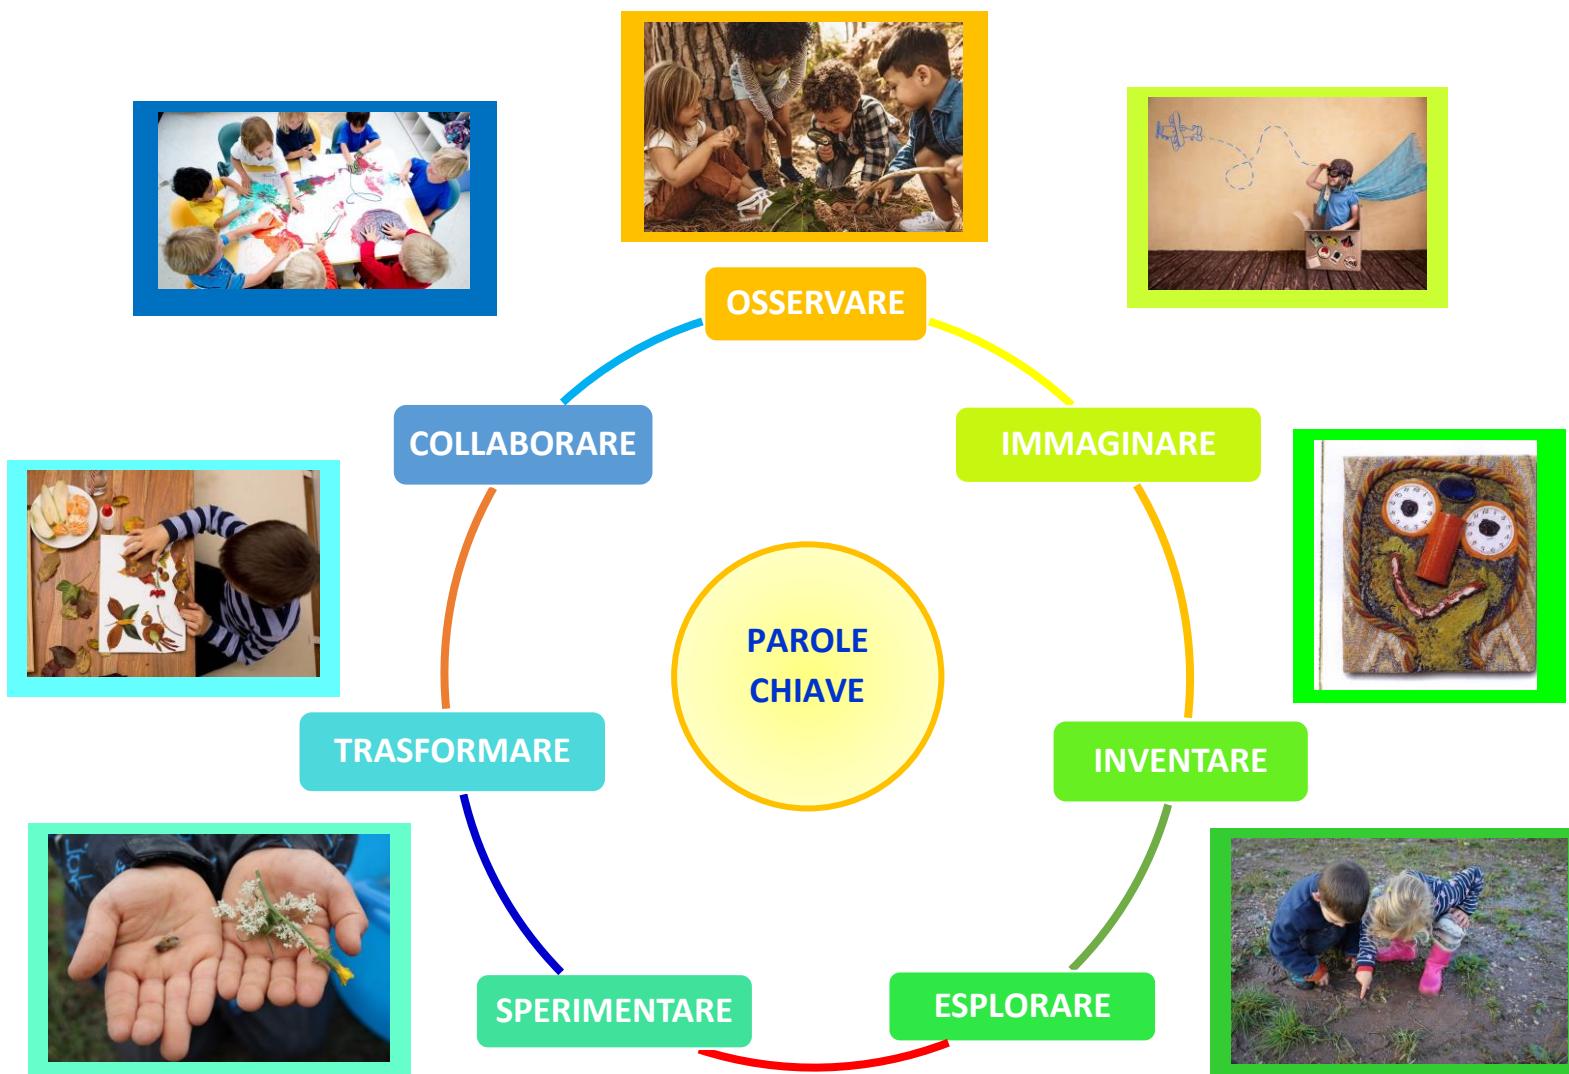 OSSERVARE
COLLABORARE
IMMAGINARE
PAROLE
CHIAVE
TRASFORMARE
INVENTARE
SPERIMENTARE
ESPLORARE